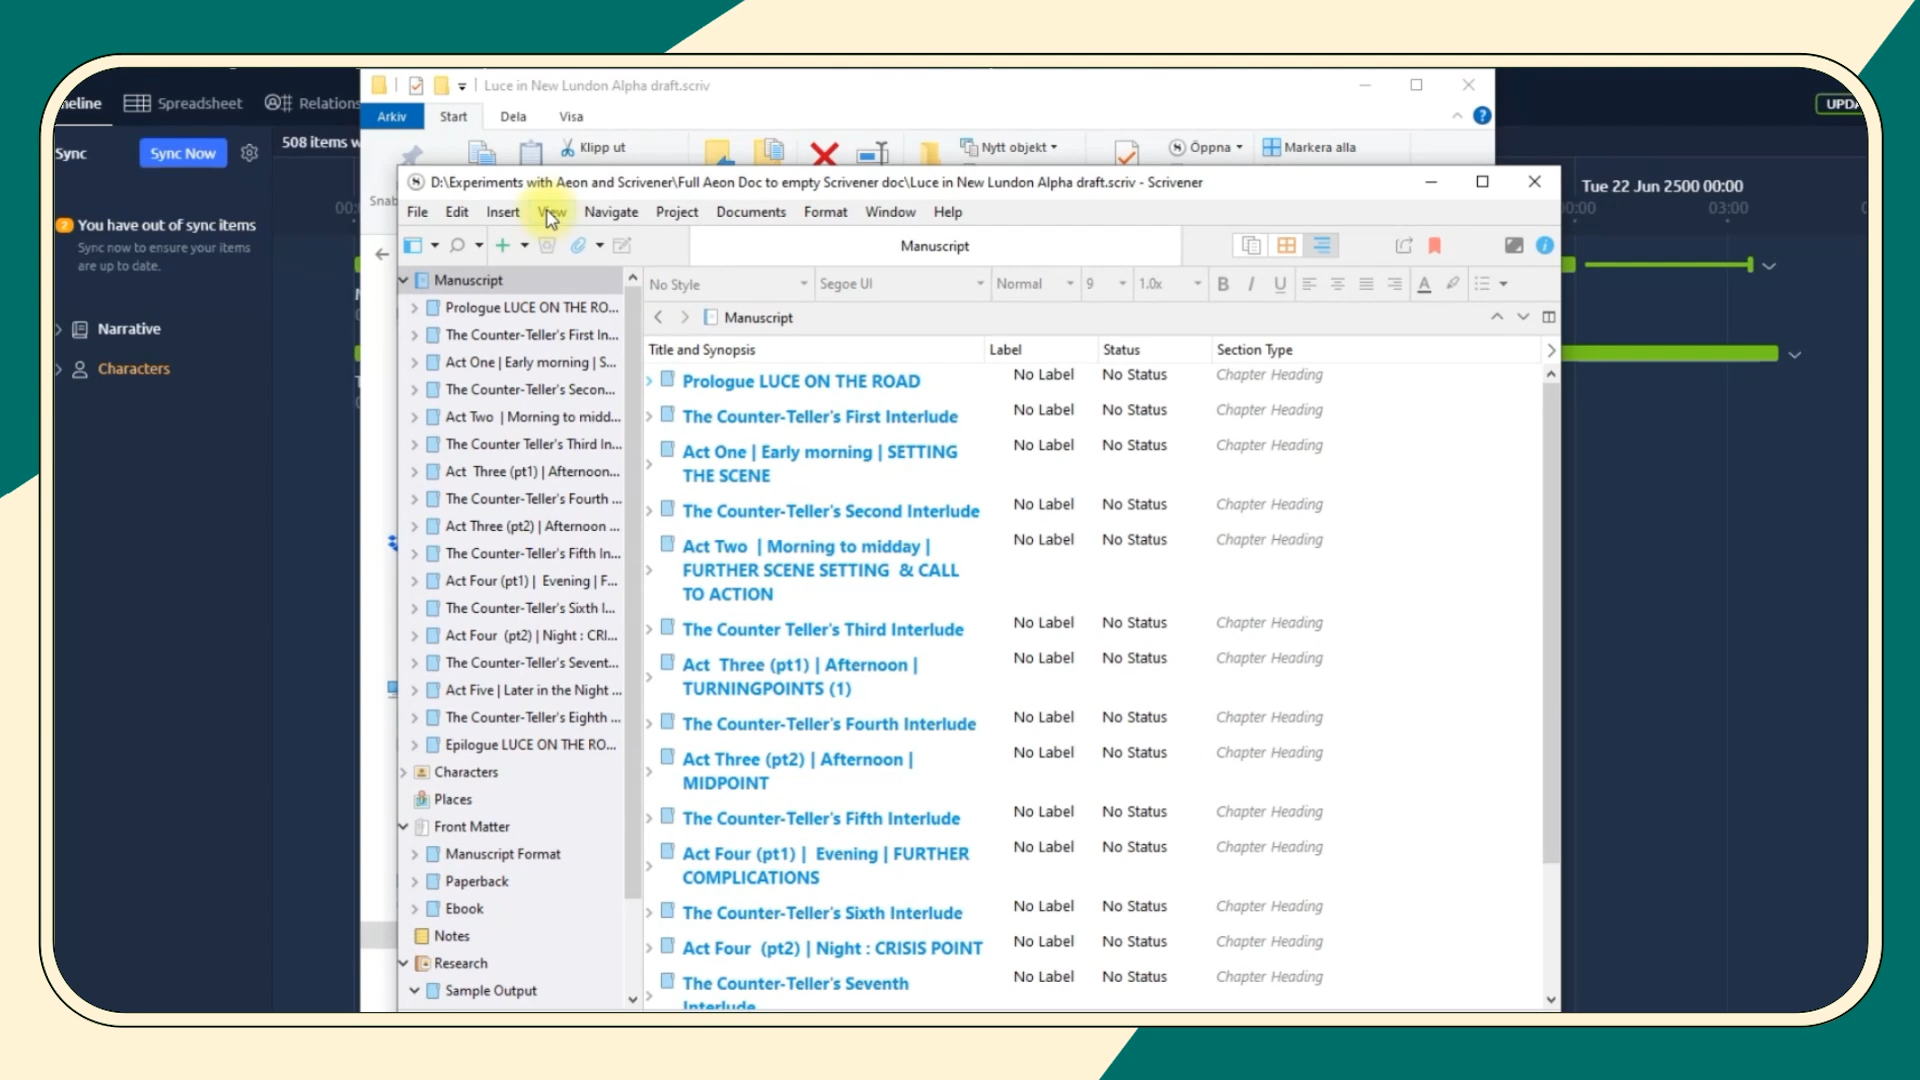 Luce in New Lundon Alpha draft.scriv
Timeline Spreadsheet
Arkiv Start Dela Visa
UPDA
Sync Sync Now 508 items w
Klipp ut Nytt objekt Öppna Markera alla
D:\Experiments with Aeon and Scrivener\Full Aeon Doc to empty Scrivener doc\Luce in New Lundon Alpha draft.scriv - Scrivener
Tue 22 Jun 2500 00:00
03:00
You have out of sync items
Sync now to ensure your items
are up to date.
Narrative
Characters
File Edit Insert View Navigate Project Documents Format Window Help
Manuscript
No Style Segoe UI Normal 9 1.0x B I U A
Manuscript
Title and Synopsis Label Status Section Type
Manuscript
Prologue LUCE ON THE RO...
The Counter-Teller's First In...
Act One | Early morning | S...
The Counter-Teller's Secon...
Act Two | Morning to midd...
The Counter Teller's Third In...
Act Three (pt1) | Afternoon...
The Counter-Teller's Fourth ...
Act Three (pt2) | Afternoon ...
The Counter-Teller's Fifth In...
Act Four (pt1) | Evening | F...
The Counter-Teller's Sixth I...
Act Four (pt2) | Night : CRI...
The Counter-Teller's Sevent...
Act Five | Later in the Night ...
The Counter-Teller's Eighth ...
Epilogue LUCE ON THE RO...
Characters
Places
Front Matter
Manuscript Format
Paperback
Ebook
Notes
Research
Sample Output
Prologue LUCE ON THE ROAD No Label No Status Chapter Heading
The Counter-Teller's First Interlude No Label No Status Chapter Heading
Act One | Early morning | SETTING No Label No Status Chapter Heading
THE SCENE
The Counter-Teller's Second Interlude No Label No Status Chapter Heading
Act Two | Morning to midday | No Label No Status Chapter Heading
FURTHER SCENE SETTING & CALL
TO ACTION
The Counter Teller's Third Interlude No Label No Status Chapter Heading
Act Three (pt1) | Afternoon | No Label No Status Chapter Heading
TURNINGPOINTS (1)
The Counter-Teller's Fourth Interlude No Label No Status Chapter Heading
Act Three (pt2) | Afternoon | No Label No Status Chapter Heading
MIDPOINT
The Counter-Teller's Fifth Interlude No Label No Status Chapter Heading
Act Four (pt1) | Evening | FURTHER No Label No Status Chapter Heading
COMPLICATIONS
The Counter-Teller's Sixth Interlude No Label No Status Chapter Heading
Act Four (pt2) | Night : CRISIS POINT No Label No Status Chapter Heading
The Counter-Teller's Seventh No Label No Status Chapter Heading
Interlude